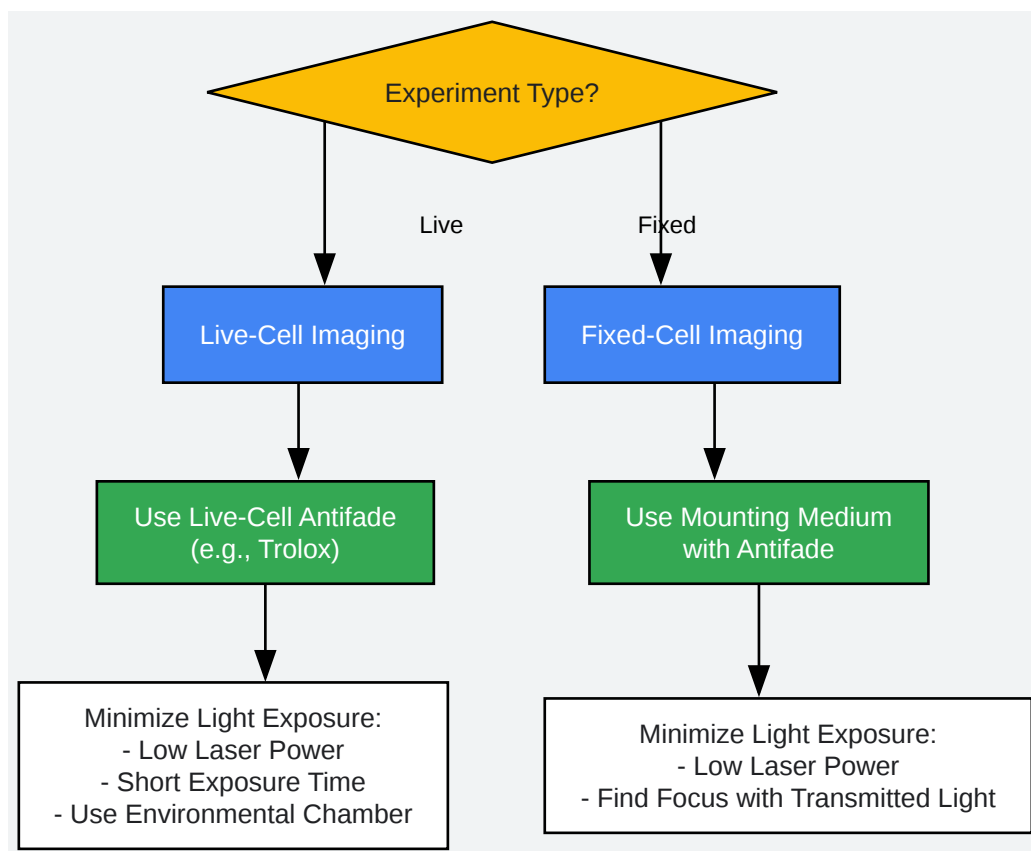 Experiment Type?
Live
Fixed
Live-Cell Imaging
Fixed-Cell Imaging
Use Live-Cell Antifade
(e.g., Trolox)
Use Mounting Medium
with Antifade
Minimize Light Exposure:
- Low Laser Power
- Short Exposure Time
- Use Environmental Chamber
Minimize Light Exposure:
- Low Laser Power
- Find Focus with Transmitted Light